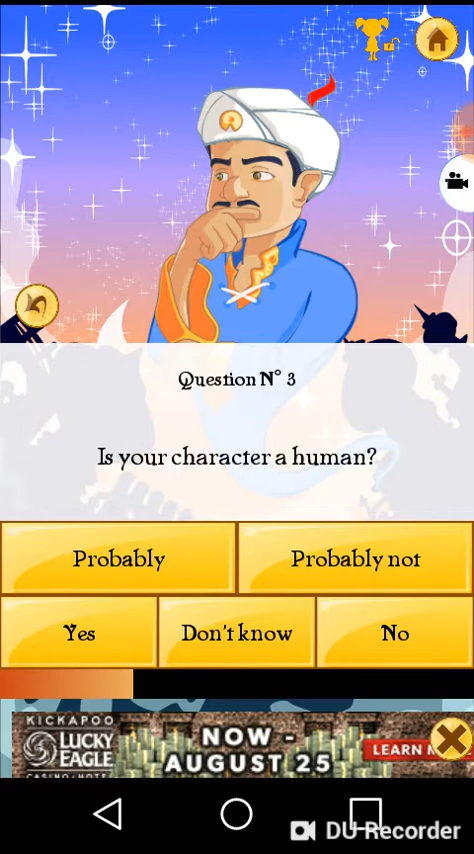 Question N° 3
Is your character a human?
Probably
Probably not
Yes
Don't know
No
KICKAPOO
LUCKY
EAGLE
CASINO • HOTEL
NOW -
AUGUST 25
LEARN
DU Recorder